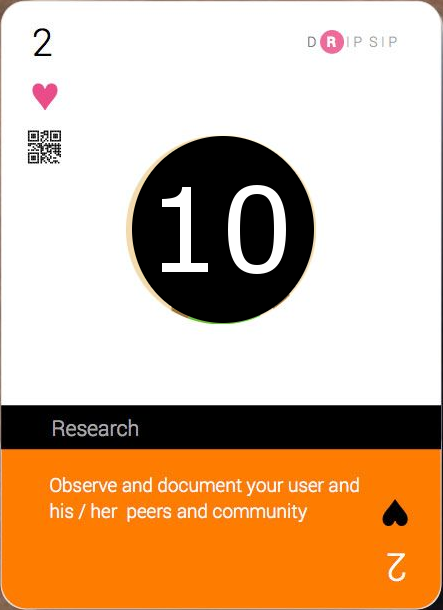 2
DRIP SIP
10
Research
Observe and document your user and
his / her peers and community
2